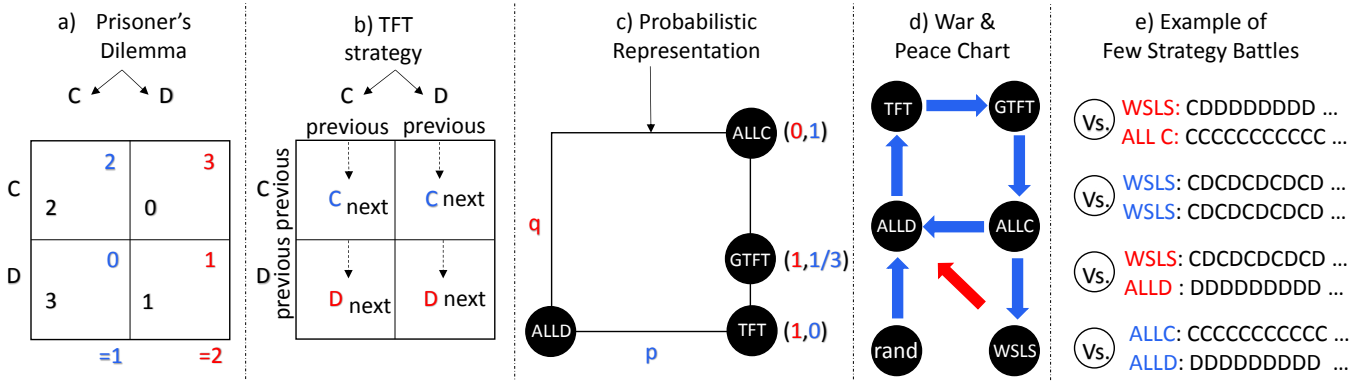 a) Prisoner's
Dilemma
C D
C
2 3
2 0
D
0 1
3 1
=1 =2
b) TFT
strategy
C D
previous previous
C
previous
C next C next
D
previous
D next D next
c) Probabilistic
Representation
ALLC (0,1)
q
GTFT (1,1/3)
ALLD TFT (1,0)
p
d) War &
Peace Chart
TFT GTFT
ALLD ALLC
rand WSLS
e) Example of
Few Strategy Battles
Vs.
WSLS: CDDDDDDDDD ...
ALL C: CCCCCCCCCCC ...
Vs.
WSLS: CDCDCDCDCD ...
WSLS: CDCDCDCDCD ...
Vs.
WSLS: CDCDCDCDCD ...
ALLD : DDDDDDDDDD ...
Vs.
ALLC: CCCCCCCCCCC ...
ALLD: DDDDDDDDDD ...